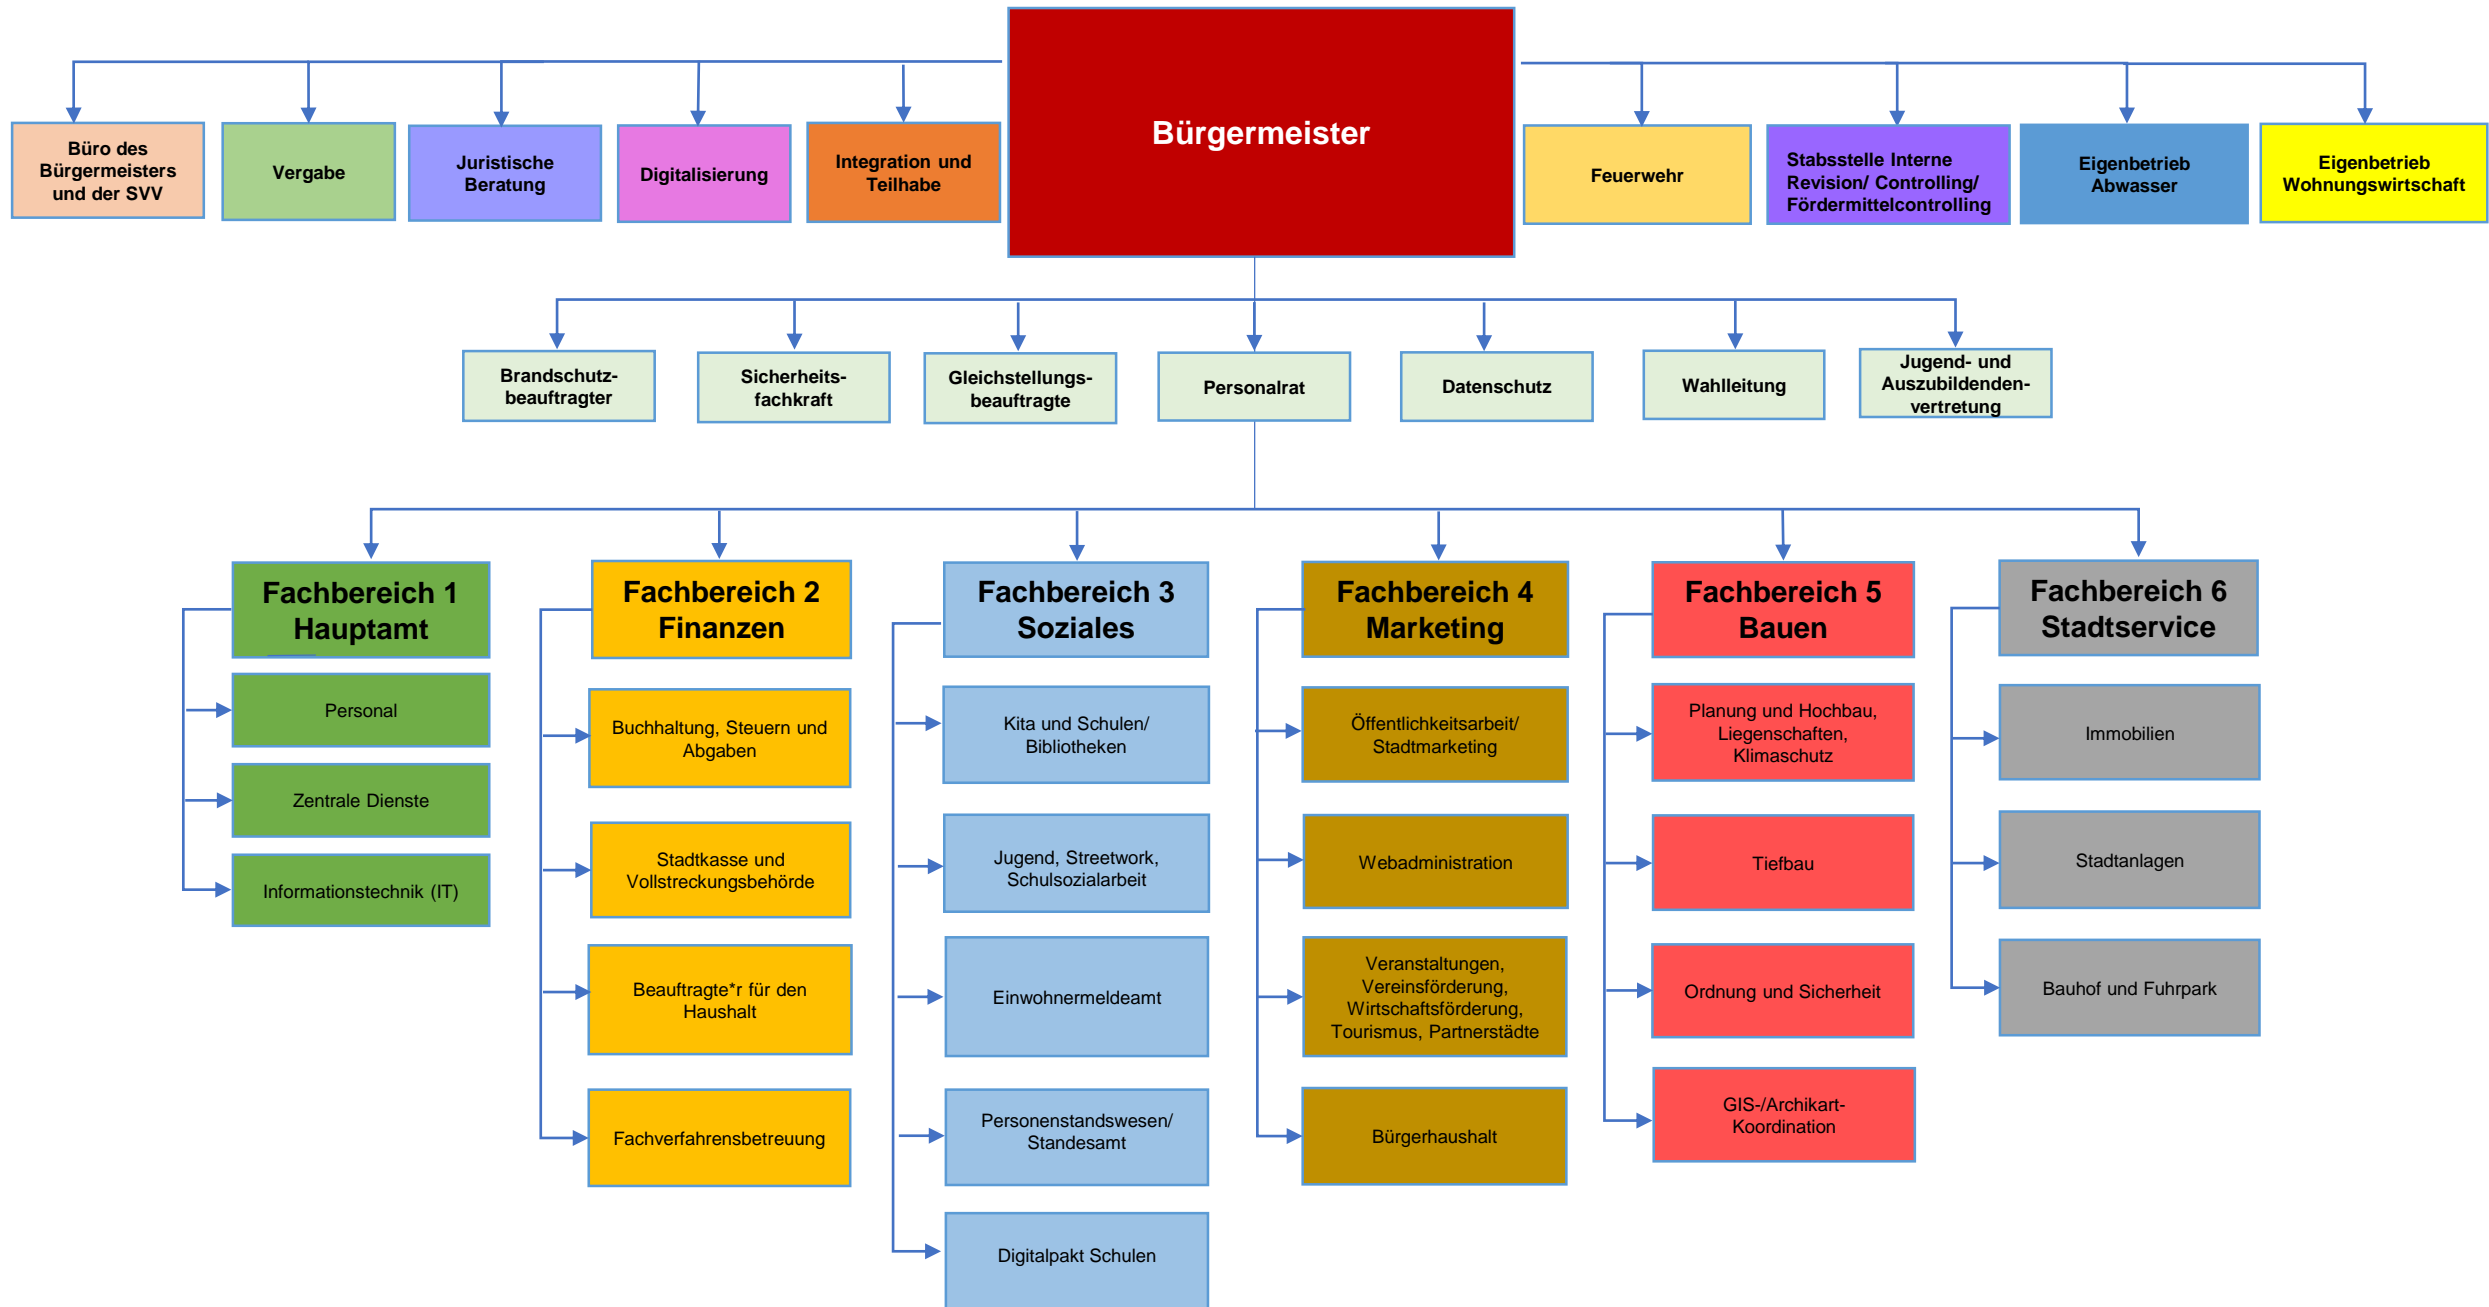 Bürgermeister
Büro des
Bürgermeisters
und der SVV
Vergabe
Juristische
Beratung
Digitalisierung
Integration und
Teilhabe
Feuerwehr
Stabsstelle Interne
Revision/ Controlling/
Fördermittelcontrolling
Eigenbetrieb
Abwasser
Eigenbetrieb
Wohnungswirtschaft
Brandschutz-
beauftragter
Sicherheits-
fachkraft
Gleichstellungs-
beauftragte
Personalrat
Datenschutz
Wahlleitung
Jugend- und
Auszubildenden-
vertretung
Fachbereich 1
Hauptamt
Personal
Zentrale Dienste
Informationstechnik (IT)
Fachbereich 2
Finanzen
Buchhaltung, Steuern und
Abgaben
Stadtkasse und
Vollstreckungsbehörde
Beauftragte*r für den
Haushalt
Fachverfahrensbetreuung
Fachbereich 3
Soziales
Kita und Schulen/
Bibliotheken
Jugend, Streetwork,
Schulsozialarbeit
Einwohnermeldeamt
Personenstandswesen/
Standesamt
Digitalpakt Schulen
Fachbereich 4
Marketing
Öffentlichkeitsarbeit/
Stadtmarketing
Webadministration
Veranstaltungen,
Vereinsförderung,
Wirtschaftsförderung,
Tourismus, Partnerstädte
Bürgerhaushalt
Fachbereich 5
Bauen
Planung und Hochbau,
Liegenschaften,
Klimaschutz
Tiefbau
Ordnung und Sicherheit
GIS-/Archikart-
Koordination
Fachbereich 6
Stadtservice
Immobilien
Stadtanlagen
Bauhof und Fuhrpark